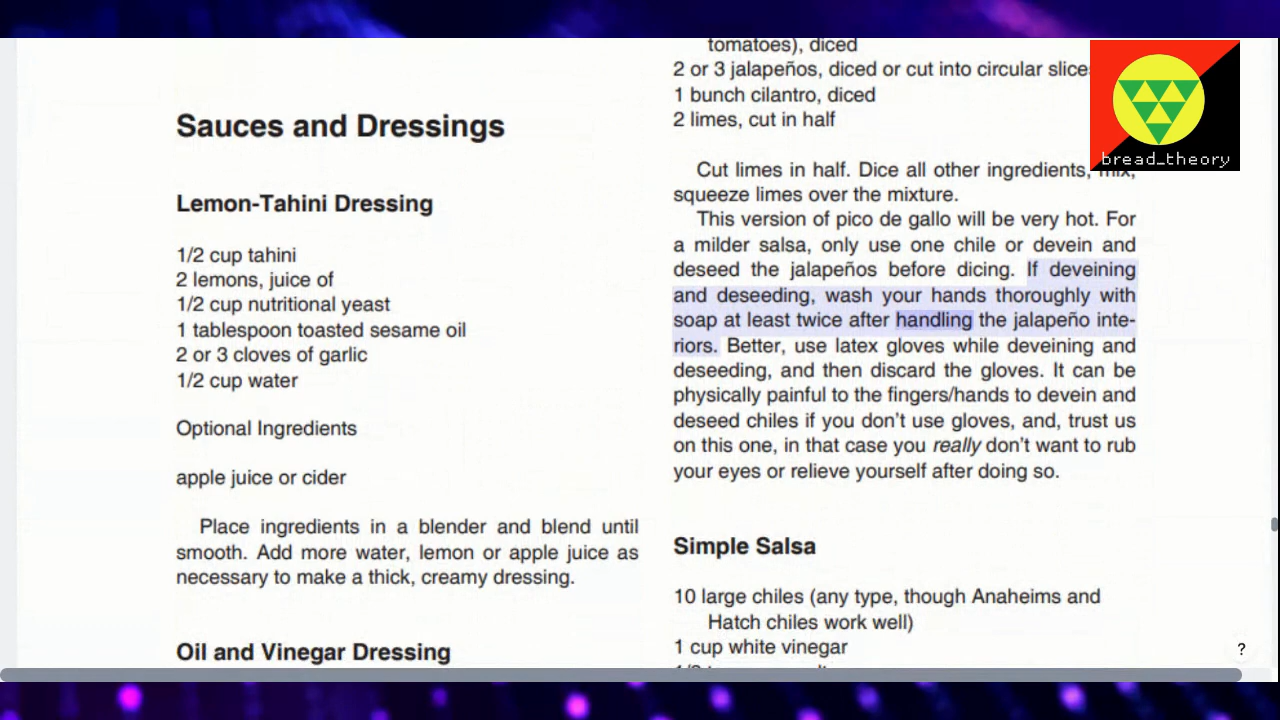 Sauces and Dressings
Lemon-Tahini Dressing
1/2 cup tahini
2 lemons, juice of
1/2 cup nutritional yeast
1 tablespoon toasted sesame oil
2 or 3 cloves of garlic
1/2 cup water
Optional Ingredients
apple juice or cider
Place ingredients in a blender and blend until
smooth. Add more water, lemon or apple juice as
necessary to make a thick, creamy dressing.
Oil and Vinegar Dressing
tomatoes), diced
2 or 3 jalapeños, diced or cut into circular slice
1 bunch cilantro, diced
2 limes, cut in half
Cut limes in half. Dice all other ingredients, mix,
squeeze limes over the mixture.
This version of pico de gallo will be very hot. For
a milder salsa, only use one chile or devein and
deseed the jalapeños before dicing. If deveining
and deseeding, wash your hands thoroughly with
soap at least twice after handling the jalapeño inte-
riors. Better, use latex gloves while deveining and
deseeding, and then discard the gloves. It can be
physically painful to the fingers/hands to devein and
deseed chiles if you don't use gloves, and, trust us
on this one, in that case you really don't want to rub
your eyes or relieve yourself after doing so.
Simple Salsa
10 large chiles (any type, though Anaheims and
Hatch chiles work well)
1 cup white vinegar
bread_theory
?